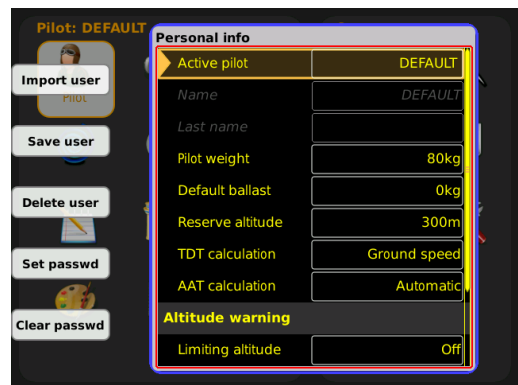 Pilot: DEFAULT
Personal info
Active pilot DEFAULT
Import user
Pilot
Name DEFAULT
Last name
Save user
Pilot weight 80kg
Default ballast 0kg
Delete user
Reserve altitude 300m
TDT calculation Ground speed
Set passwd
AAT calculation Automatic
Altitude warning
Clear passwd
Limiting altitude Off